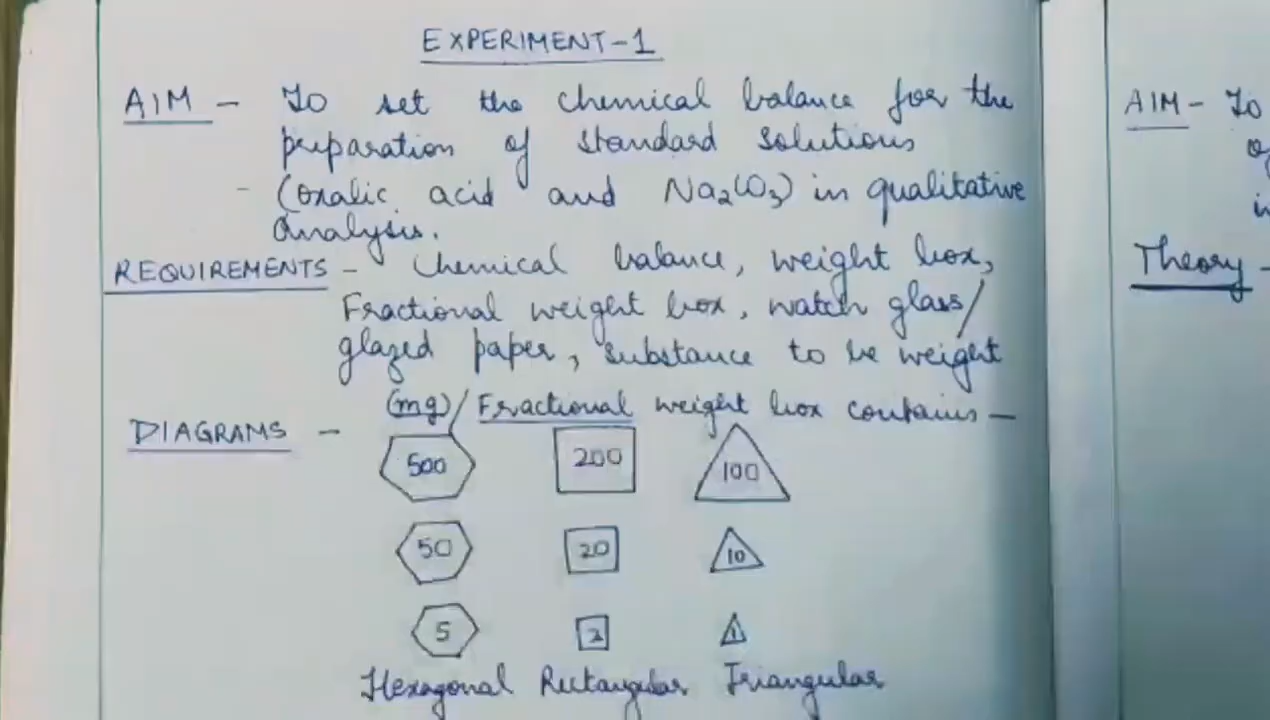 EXPERIMENT-1
AIM - To set the chemical balance for the
preparation of standard solutions
- (oxalic acid and Na2CO3) in qualitative
analysis.
REQUIREMENTS - Chemical balance, weight box,
Fractional weight box, watch glass/
glazed paper, substance to be weight
(mg)/ Fractional weight box contains —
DIAGRAMS -
500 200 100
50 20 10
5 2 1
Hexagonal Rectangular Triangular
AIM- To
Theory -